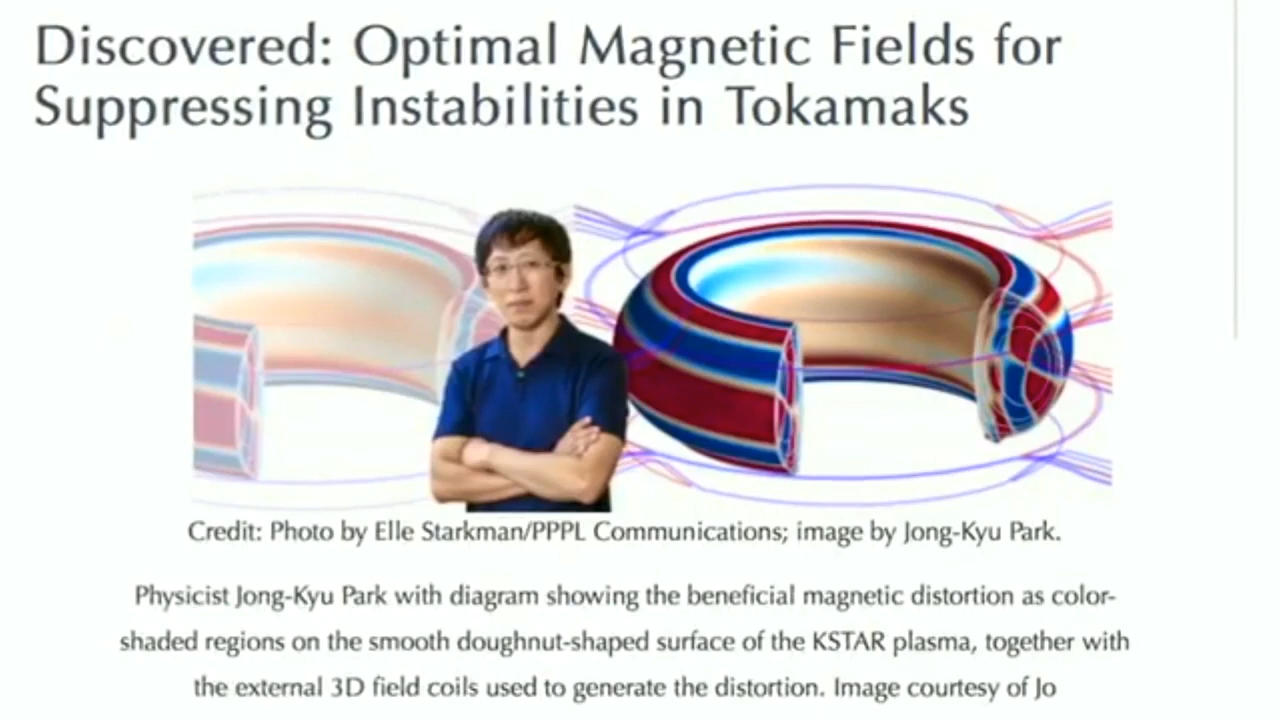 Discovered: Optimal Magnetic Fields for
Suppressing Instabilities in Tokamaks
Credit: Photo by Elle Starkman/PPPL Communications; image by Jong-Kyu Park.
Physicist Jong-Kyu Park with diagram showing the beneficial magnetic distortion as color-
shaded regions on the smooth doughnut-shaped surface of the KSTAR plasma, together with
the external 3D field coils used to generate the distortion. Image courtesy of Jo